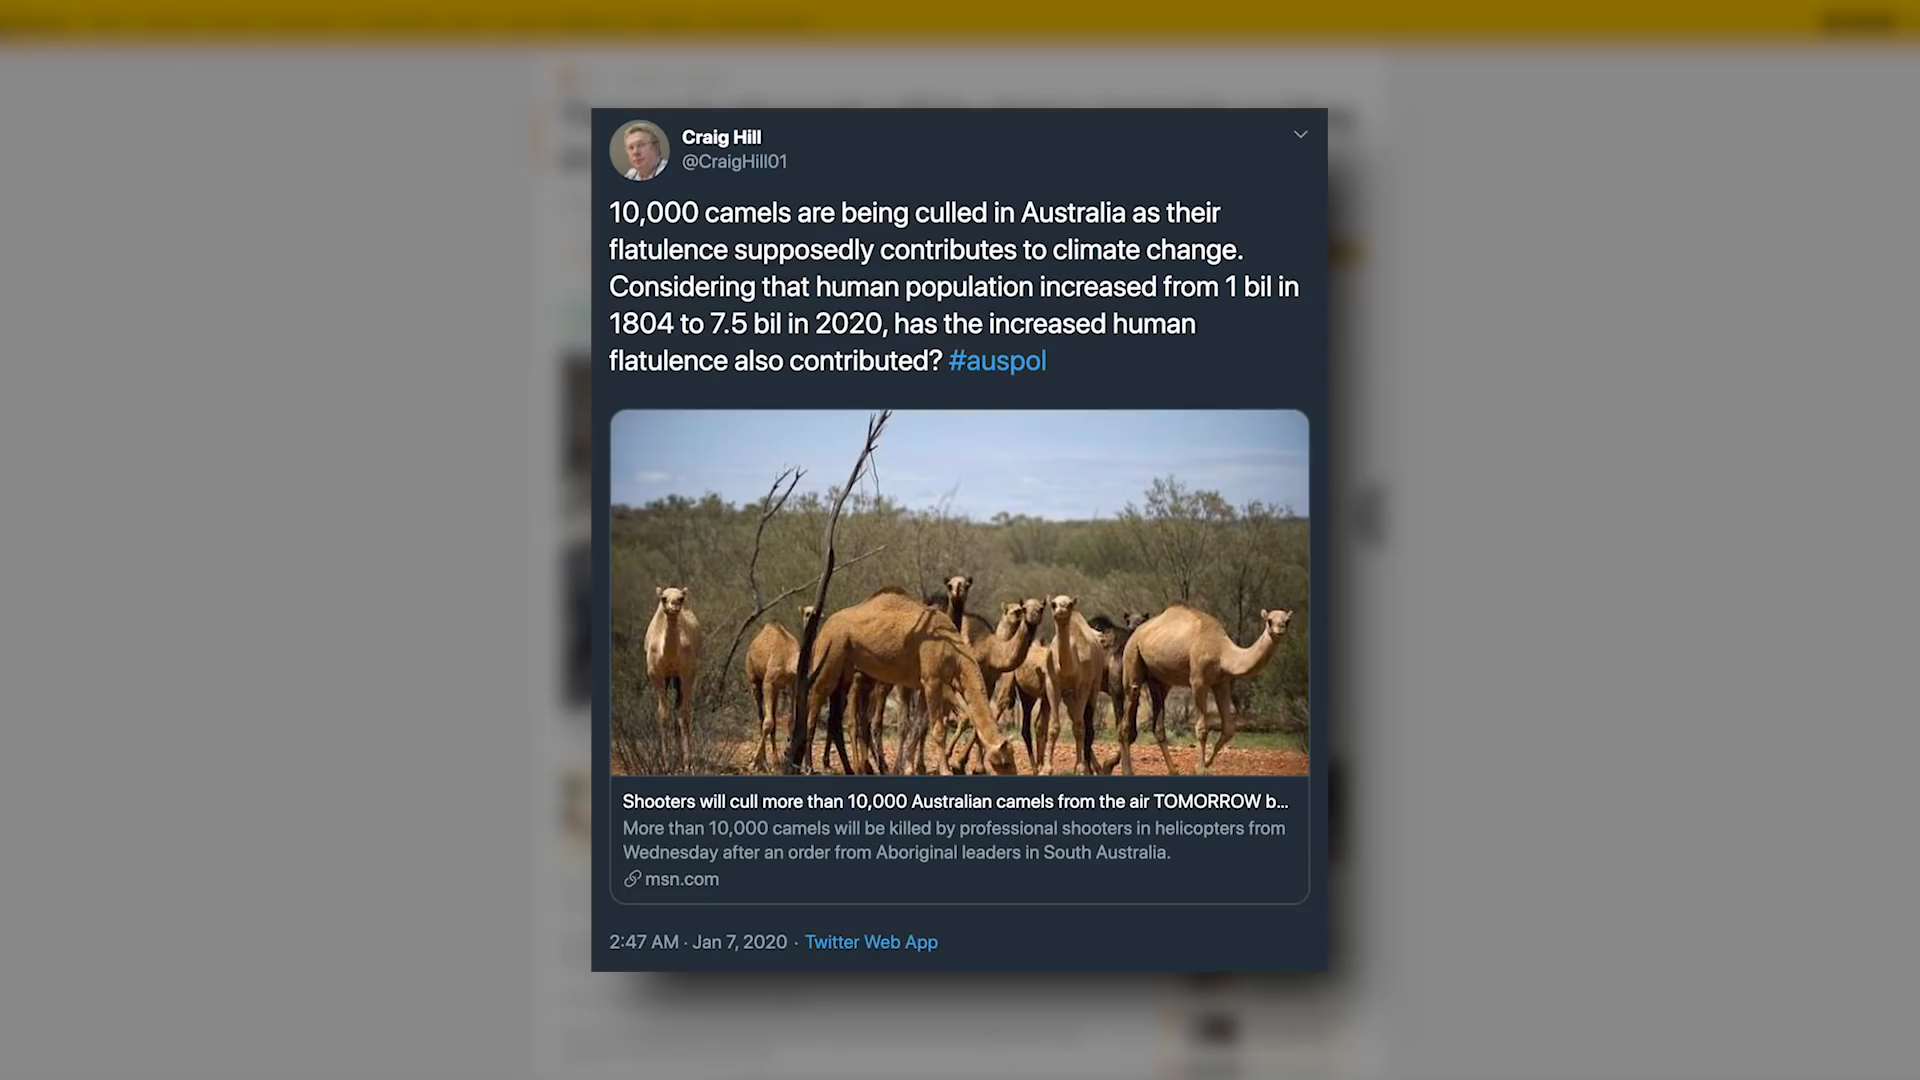 Craig Hill
@CraigHill01
10,000 camels are being culled in Australia as their
flatulence supposedly contributes to climate change.
Considering that human population increased from 1 bil in
1804 to 7.5 bil in 2020, has the increased human
flatulence also contributed? #auspol
Shooters will cull more than 10,000 Australian camels from the air TOMORROW b...
More than 10,000 camels will be killed by professional shooters in helicopters from
Wednesday after an order from Aboriginal leaders in South Australia.
msn.com
2:47 AM · Jan 7, 2020 · Twitter Web App